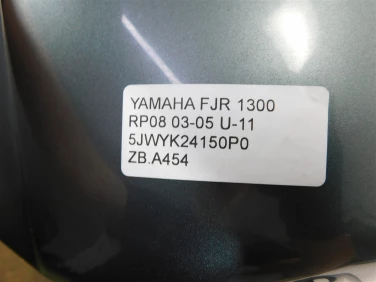 YAMAHA FJR 1300
RP08 03-05 U-11
5JWYK24150P0
ZB.A454